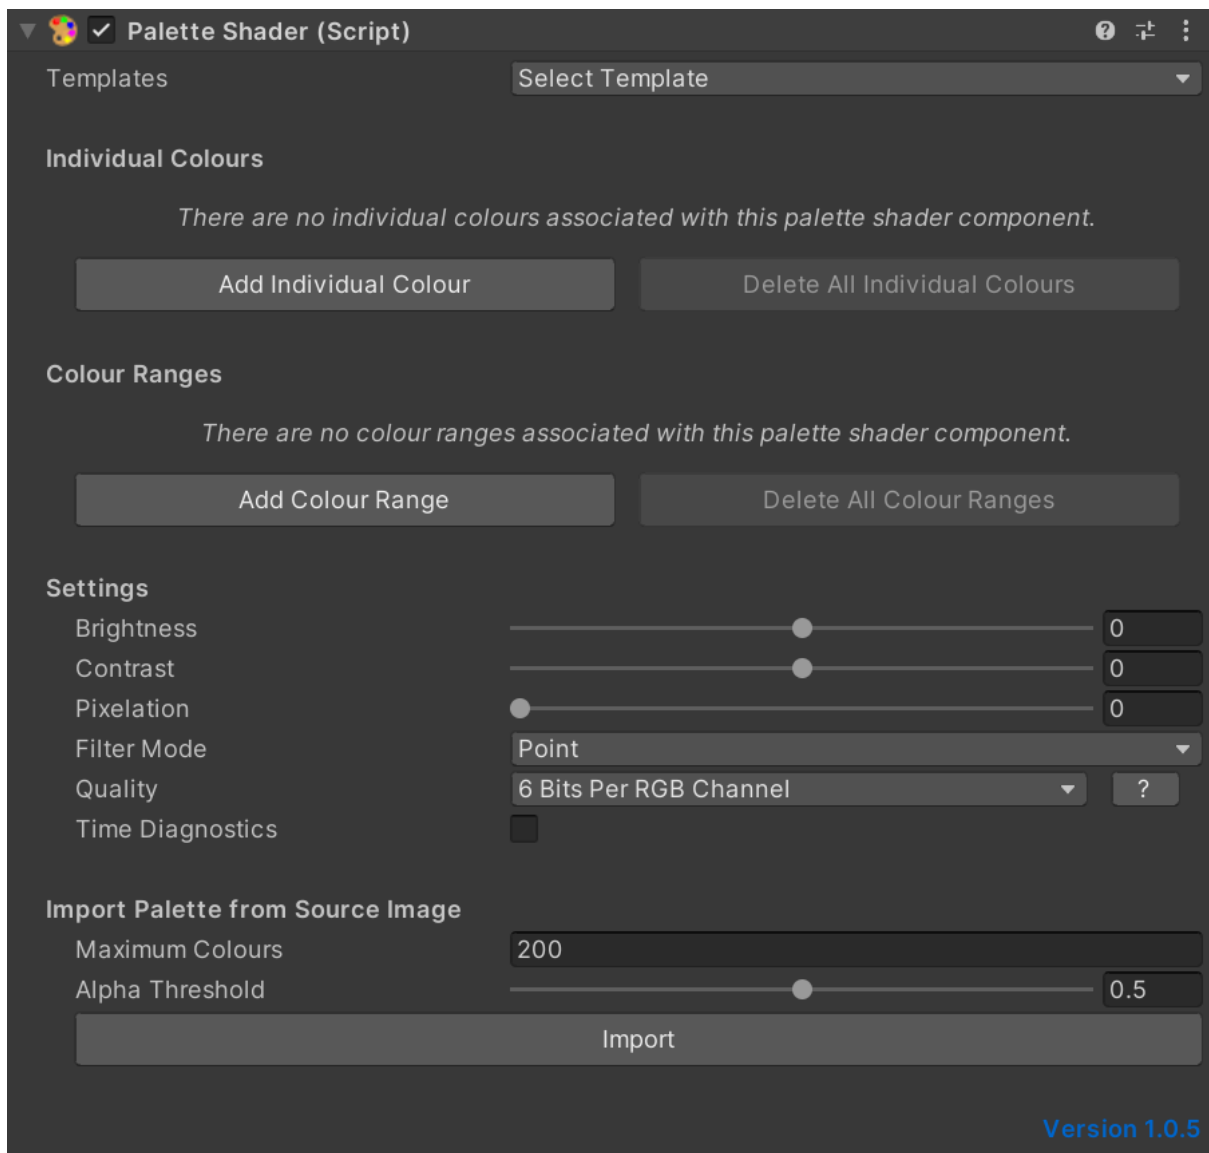 Palette Shader (Script)
Templates Select Template
Individual Colours
There are no individual colours associated with this palette shader component.
Add Individual Colour Delete All Individual Colours
Colour Ranges
There are no colour ranges associated with this palette shader component.
Add Colour Range Delete All Colour Ranges
Settings
Brightness 0
Contrast 0
Pixelation 0
Filter Mode Point
Quality 6 Bits Per RGB Channel ?
Time Diagnostics
Import Palette from Source Image
Maximum Colours 200
Alpha Threshold 0.5
Import
Version 1.0.5